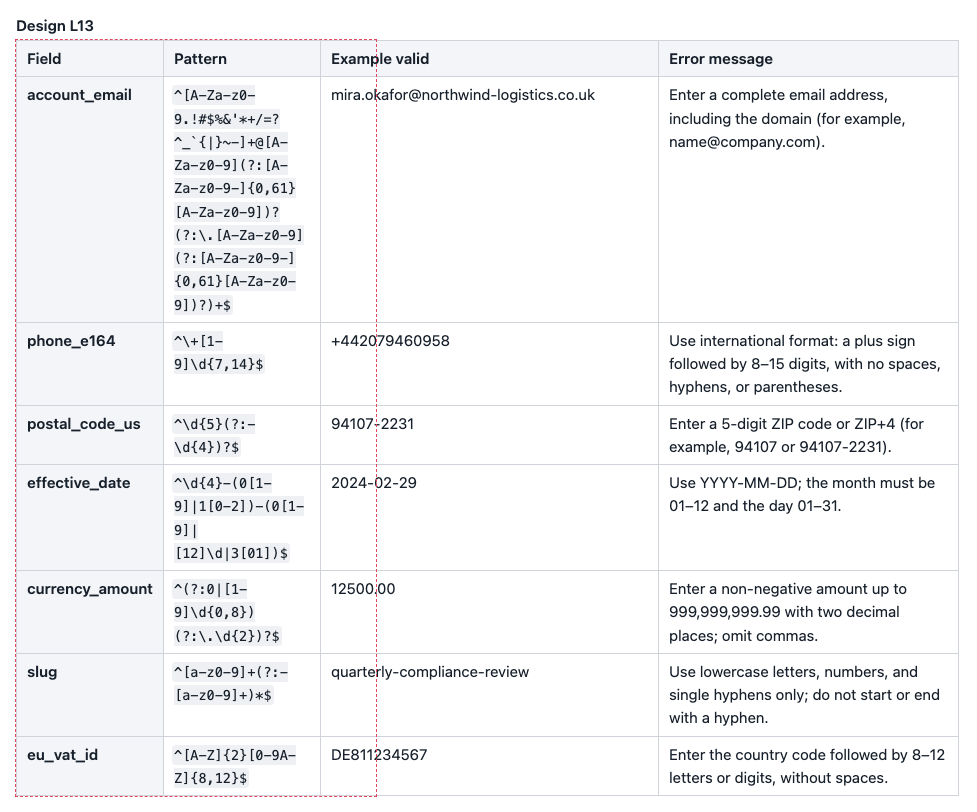 Design L13
Field Pattern Example valid Error message
account_email ^[A-Za-z0- mira.okafor@northwind-logistics.co.uk Enter a complete email address,
9.!#$%&'*+/=? including the domain (for example,
^_`{|}~-]+@[A- name@company.com).
Za-z0-9](?:[A-
Za-z0-9-]{0,61}
[A-Za-z0-9])?
(?:\.[A-Za-z0-9]
(?:[A-Za-z0-9-]
{0,61}[A-Za-z0-
9])?)+$
phone_e164 ^\+[1- +442079460958 Use international format: a plus sign
9]\d{7,14}$ followed by 8–15 digits, with no spaces,
hyphens, or parentheses.
postal_code_us ^\d{5}(?:- 94107-2231 Enter a 5-digit ZIP code or ZIP+4 (for
\d{4})?$ example, 94107 or 94107-2231).
effective_date ^\d{4}-(0[1- 2024-02-29 Use YYYY-MM-DD; the month must be
9]|1[0-2])-(0[1- 01–12 and the day 01–31.
9]|
[12]\d|3[01])$
currency_amount ^(?:0|[1- 12500.00 Enter a non-negative amount up to
9]\d{0,8}) 999,999,999.99 with two decimal
(?:\.\d{2})?$ places; omit commas.
slug ^[a-z0-9]+(?:- quarterly-compliance-review Use lowercase letters, numbers, and
[a-z0-9]+)*$ single hyphens only; do not start or end
with a hyphen.
eu_vat_id ^[A-Z]{2}[0-9A- DE811234567 Enter the country code followed by 8–12
Z]{8,12}$ letters or digits, without spaces.